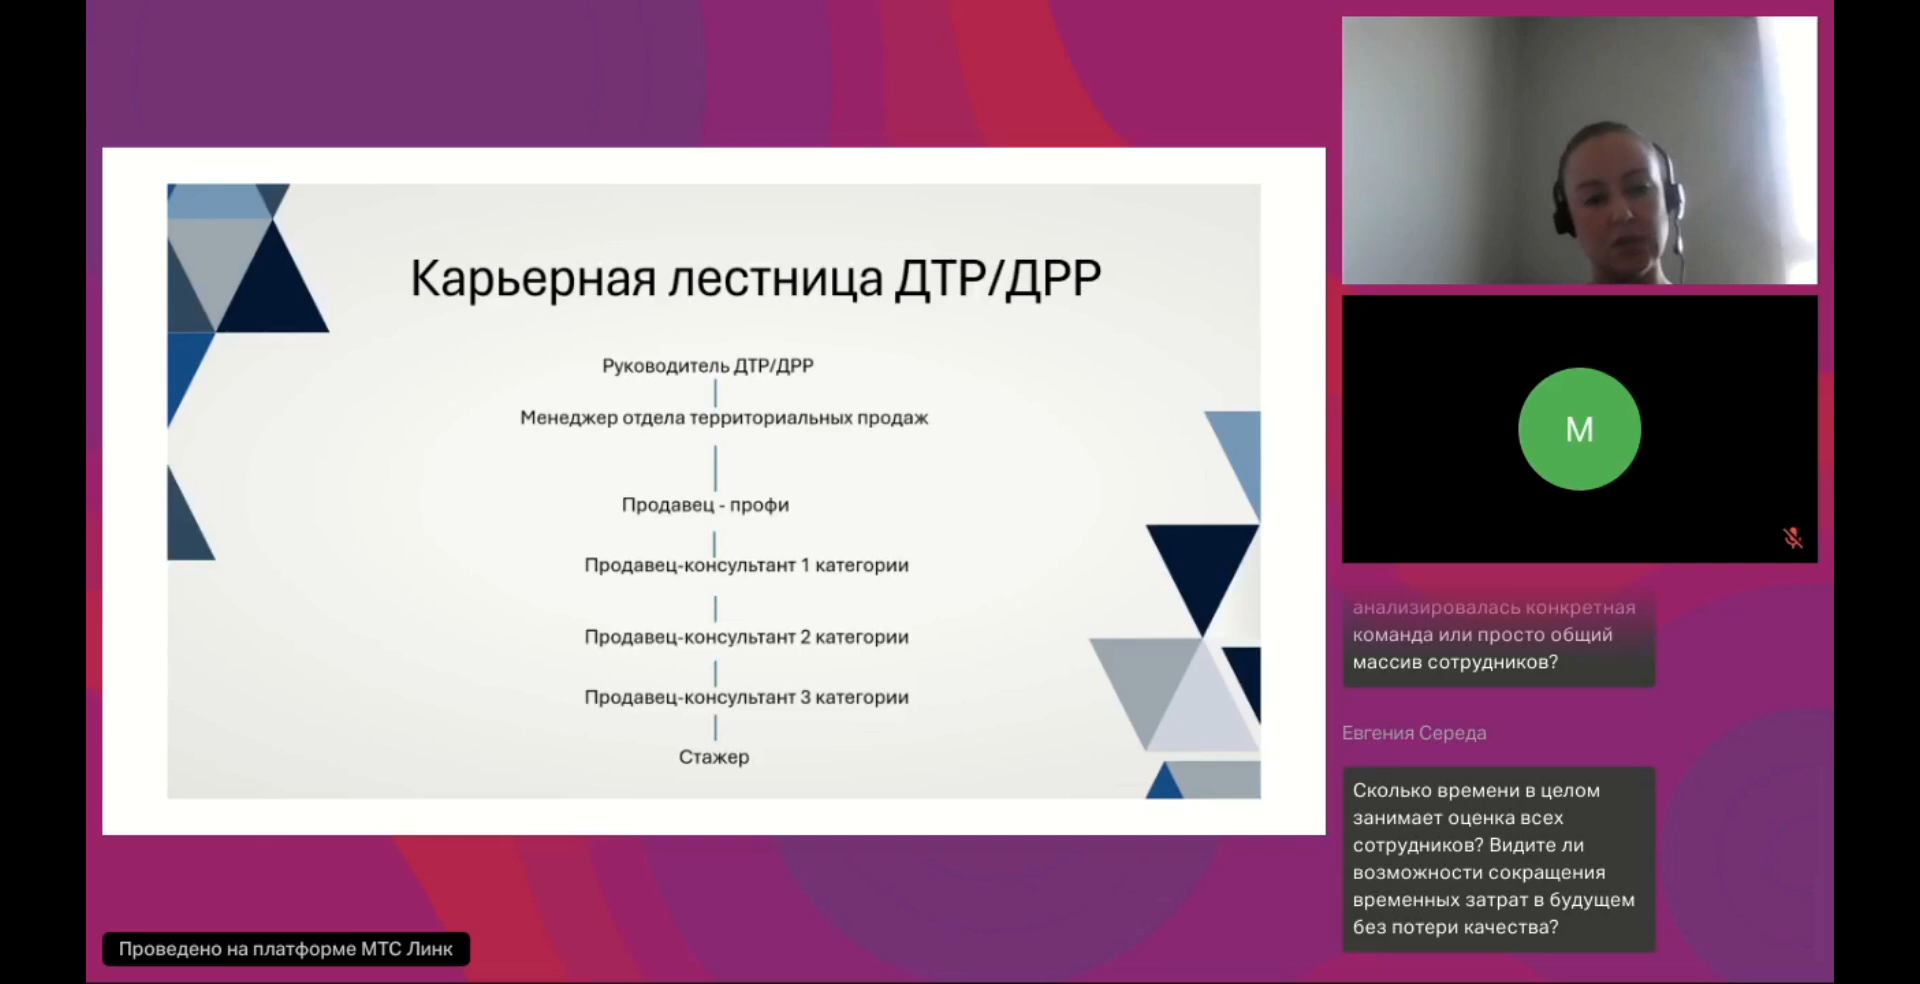 Карьерная лестница ДТР/ДРР
Руководитель ДТР/ДРР
Менеджер отдела территориальных продаж
Продавец - профи
Продавец-консультант 1 категории
Продавец-консультант 2 категории
Продавец-консультант 3 категории
Стажер
М
анализировалась конкретная
команда или просто общий
массив сотрудников?
Евгения Середа
Сколько времени в целом
занимает оценка всех
сотрудников? Видите ли
возможности сокращения
временных затрат в будущем
без потери качества?
Проведено на платформе МТС Линк